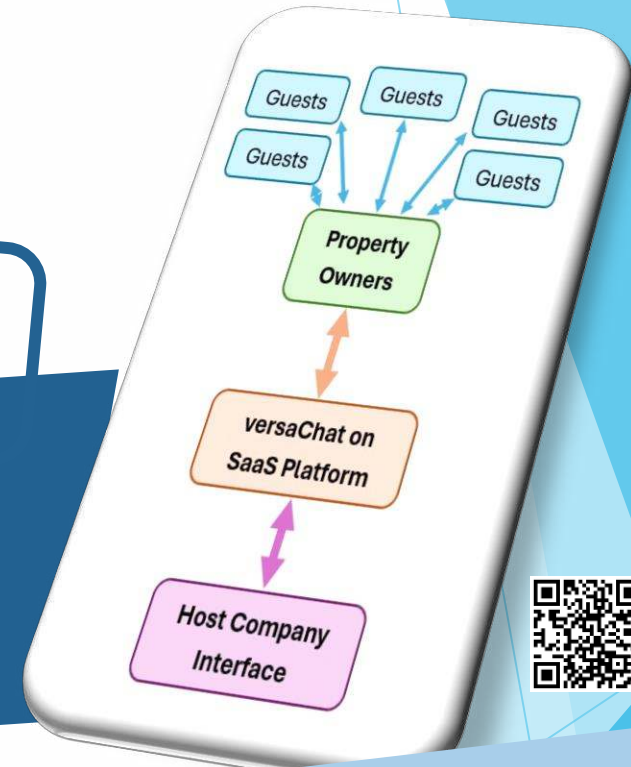 Guests
Guests
Guests
Guests
Guests
Property
Owners
versaChat on
SaaS Platform
Host Company
Interface